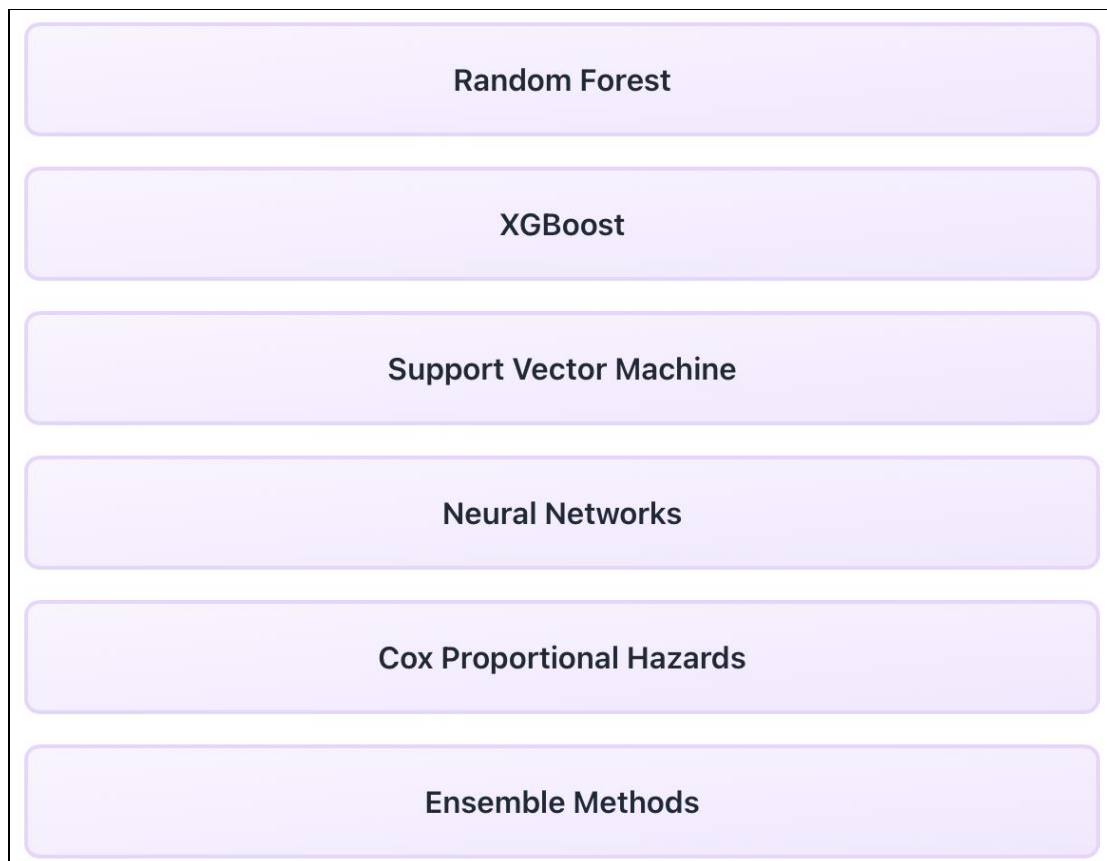 Random Forest
XGBoost
Support Vector Machine
Neural Networks
Cox Proportional Hazards
Ensemble Methods